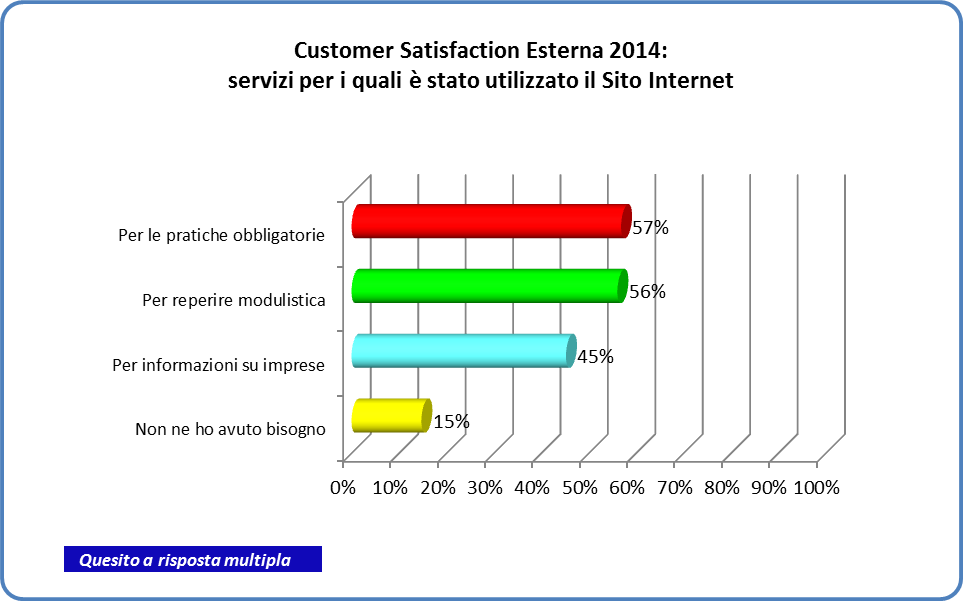 Customer Satisfaction Esterna 2014:
servizi per i quali è stato utilizzato il Sito Internet
Per le pratiche obbligatorie
57%
Per reperire modulistica
56%
Per informazioni su imprese
45%
Non ne ho avuto bisogno
15%
0% 10% 20% 30% 40% 50% 60% 70% 80% 90% 100%
Quesito a risposta multipla